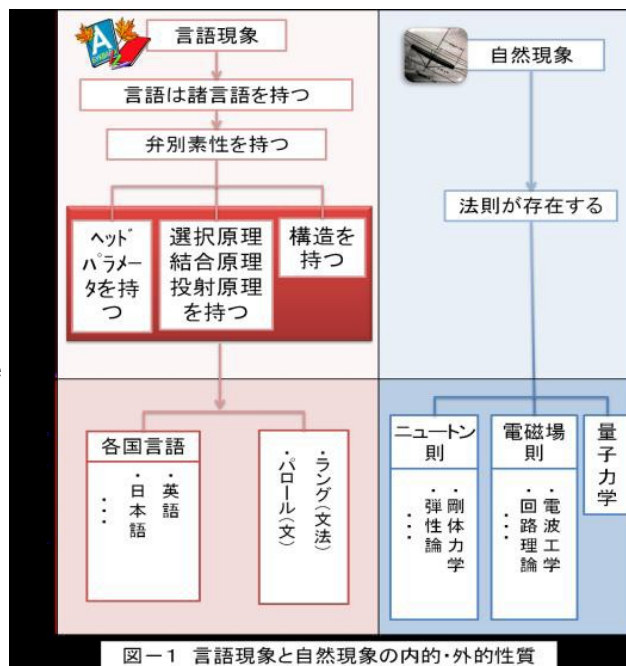 言語現象
言語は諸言語を持つ
弁別素性を持つ
ヘッド
パラメー
タを持
つ
選択原理
結合原理
投射原理
を持つ
構造を
持つ
各国言語
・英語
・日本語
・・・
・ラング(文法)
・パロール(文)
自然現象
法則が存在する
ニュートン
則
・剛体力学
・弾性論
・・・
電磁場
則
・電波工学
・回路理論
・・・
量子力学
図－1 言語現象と自然現象の内的・外的性質